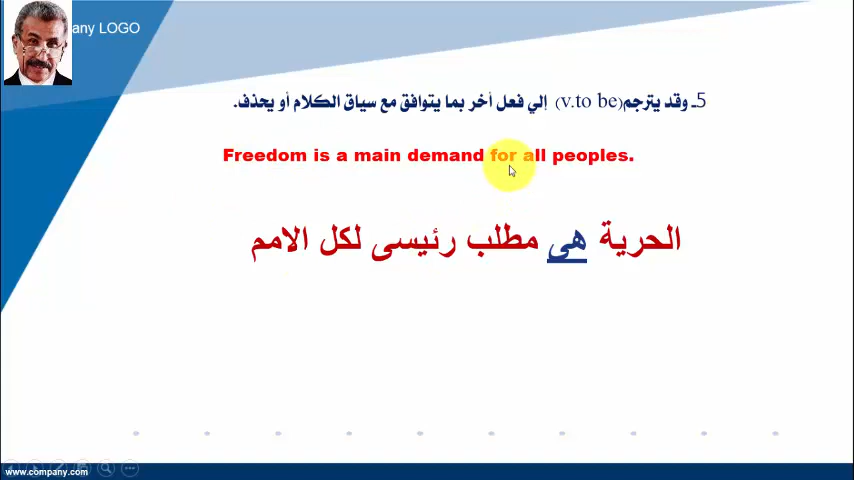 any LOGO
5ـ وقد يترجم(v.to be) إلي فعل أخر بما يتوافق مع سياق الكلام أو يحذف.
Freedom is a main demand for all peoples.
الحرية هى مطلب رئيسى لكل الامم
www.company.com